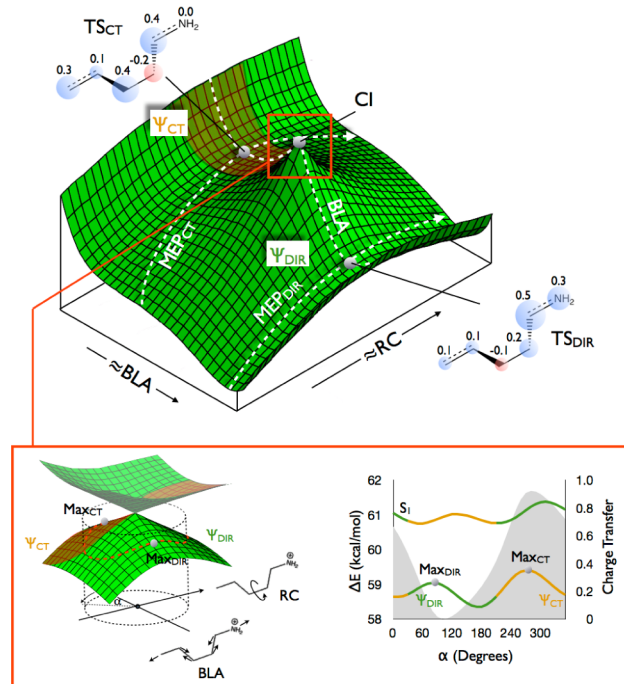 TSCT
0.4
0.0
NH2
-0.2
0.3
0.1
0.4
CI
ΨCT
BLA
MEPCT
ΨDIR
MEPDIR
0.3
0.5
NH2
0.2
0.1
0.1
-0.1
TSDIR
≈BLA
≈RC
MaxCT
ΨCT
ΨDIR
MaxDIR
α
⊕
NH2
RC
⊕
NH2
BLA
62
61
60
59
58
ΔE (kcal/mol)
S1
MaxDIR
MaxCT
ΨDIR
ΨCT
1.0
0.8
0.6
0.4
0.2
0
Charge Transfer
0 60 120 180 240 300
α (Degrees)